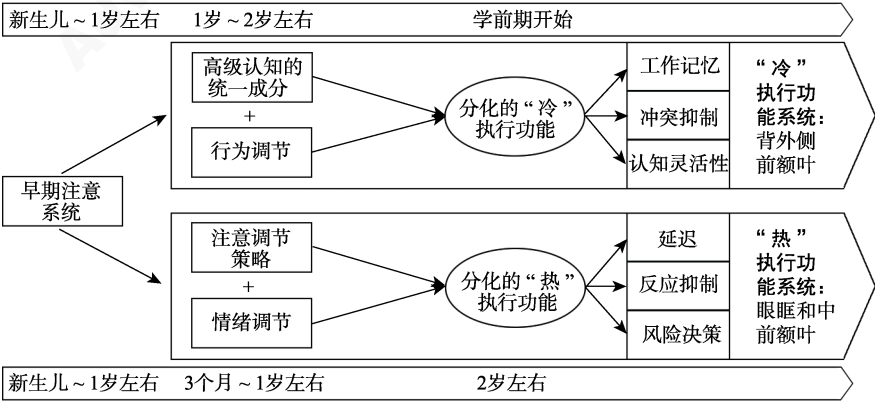 新生儿~1岁左右 1岁~2岁左右 学前期开始
高级认知的
统一成分
+
行为调节
分化的“冷”
执行功能
工作记忆
冲突抑制
认知灵活性
“冷”
执行功
能系统:
背外侧
前额叶
早期注意
系统
注意调节
策略
+
情绪调节
分化的“热”
执行功能
延迟
反应抑制
风险决策
“热”
执行功
能系统:
眼眶和中
前额叶
新生儿~1岁左右 3个月~1岁左右 2岁左右